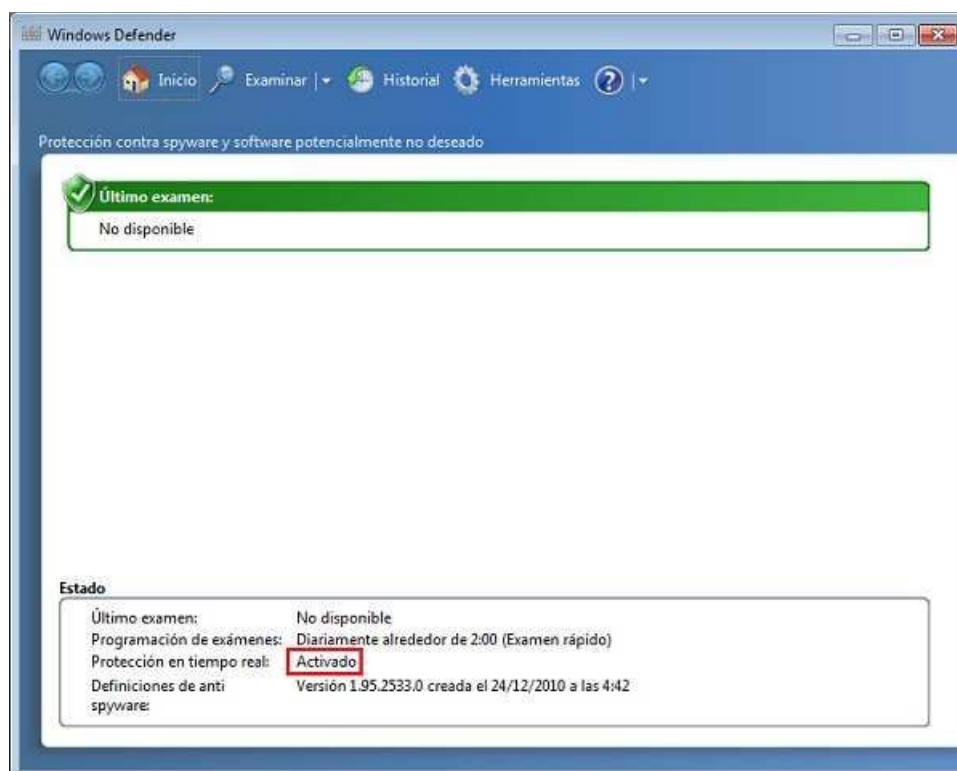 Windows Defender
Inicio Examinar Historial Herramientas ?
Protección contra spyware y software potencialmente no deseado
Último examen:
No disponible
Estado
Último examen: No disponible
Programación de exámenes: Diariamente alrededor de 2:00 (Examen rápido)
Protección en tiempo real: Activado
Definiciones de anti Versión 1.95.2533.0 creada el 24/12/2010 a las 4:42
spyware: